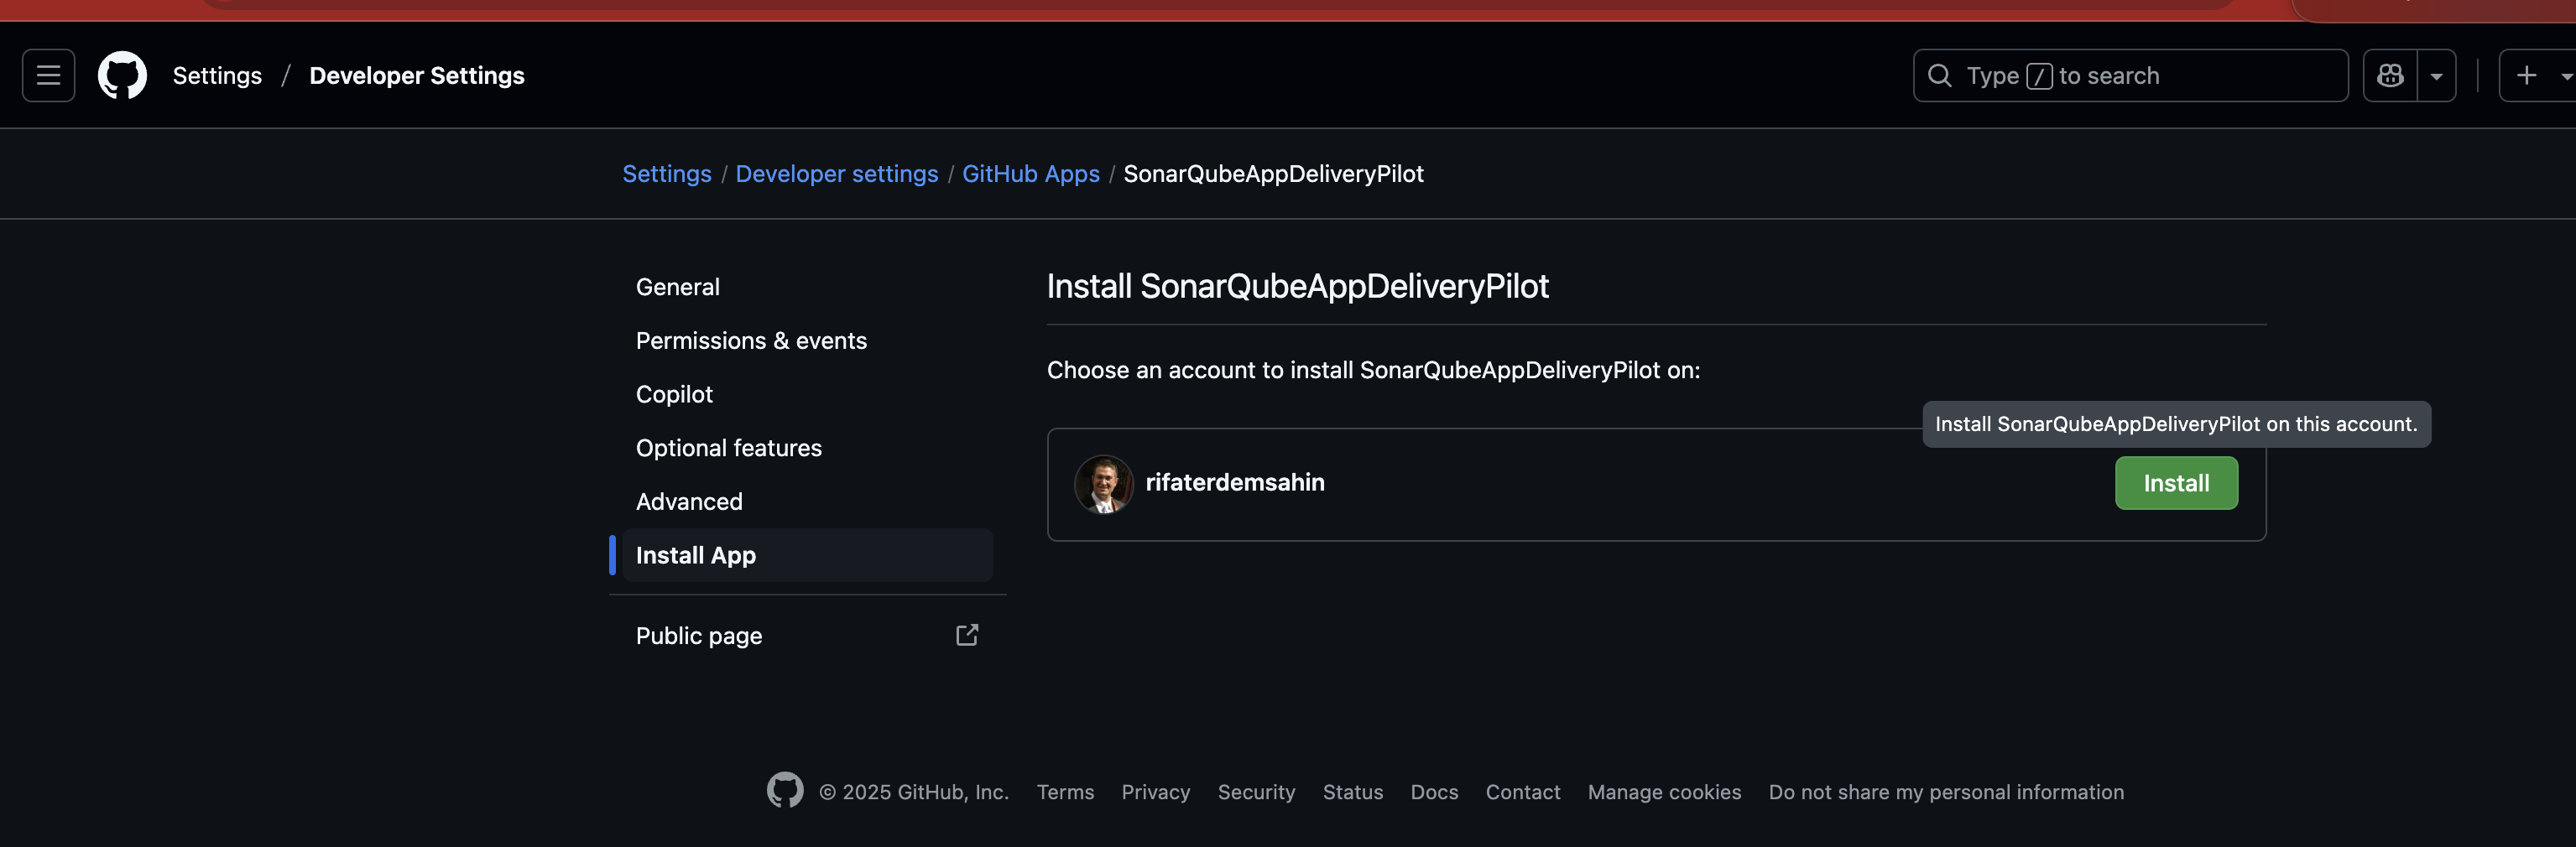 Settings / Developer Settings
Type / to search
Settings / Developer settings / GitHub Apps / SonarQubeAppDeliveryPilot
General
Permissions & events
Copilot
Optional features
Advanced
Install App
Public page
Install SonarQubeAppDeliveryPilot
Choose an account to install SonarQubeAppDeliveryPilot on:
Install SonarQubeAppDeliveryPilot on this account.
rifaterdemsahin
Install
© 2025 GitHub, Inc. Terms Privacy Security Status Docs Contact Manage cookies Do not share my personal information